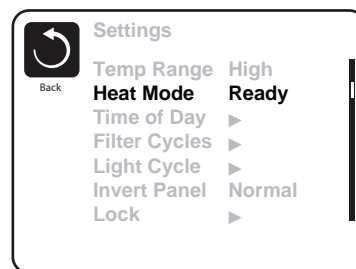 Settings
Back
Temp Range High
Heat Mode Ready
Time of Day ▶
Filter Cycles ▶
Light Cycle ▶
Invert Panel Normal
Lock ▶